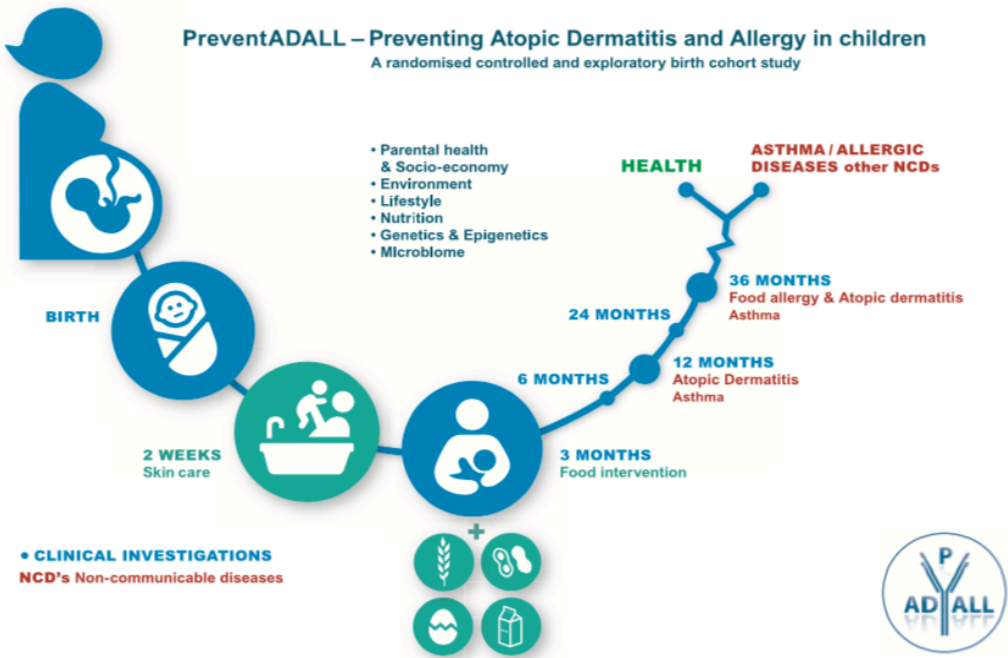 PreventADALL – Preventing Atopic Dermatitis and Allergy in children
A randomised controlled and exploratory birth cohort study
• Parental health
& Socio-economy
• Environment
• Lifestyle
• Nutrition
• Genetics & Epigenetics
• MIcrobiome
HEALTH
ASTHMA / ALLERGIC
DISEASES other NCDs
36 MONTHS
Food allergy & Atopic dermatitis
Asthma
24 MONTHS
12 MONTHS
Atopic Dermatitis
Asthma
6 MONTHS
BIRTH
2 WEEKS
Skin care
3 MONTHS
Food intervention
+
• CLINICAL INVESTIGATIONS
NCD's Non-communicable diseases
P
AD ALL